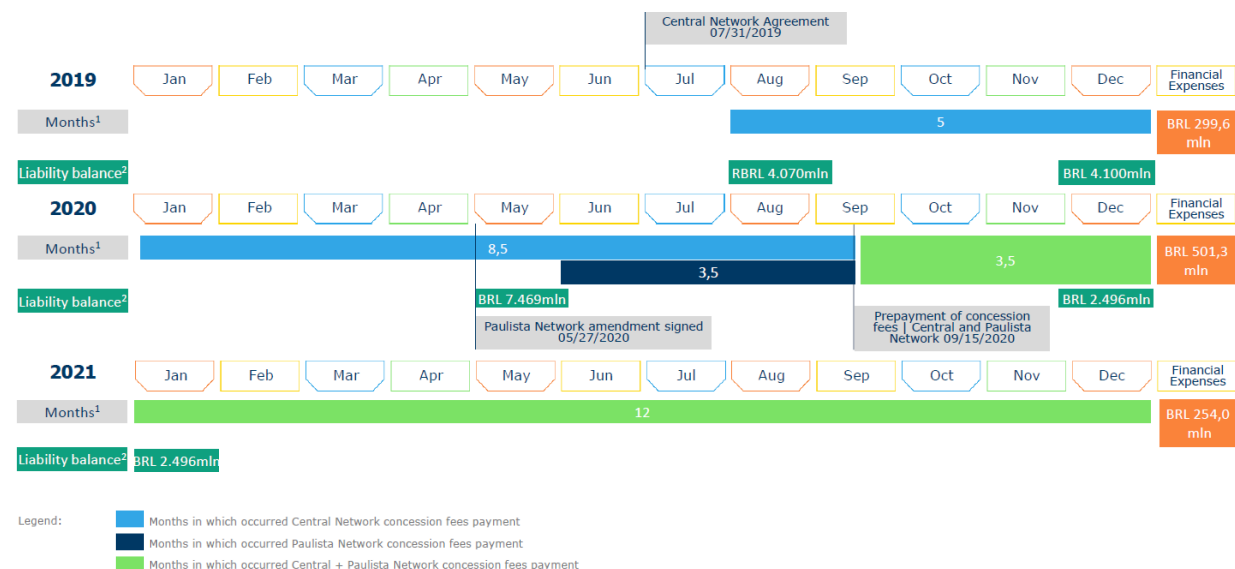 Central Network Agreement
07/31/2019
2019 Jan Feb Mar Apr May Jun Jul Aug Sep Oct Nov Dec Financial
Expenses
Months¹ 5 BRL 299,6
mln
Liability balance² RBRL 4.070mln BRL 4.100mln
2020 Jan Feb Mar Apr May Jun Jul Aug Sep Oct Nov Dec Financial
Expenses
Months¹ 8,5 BRL 501,3
mln
3,5 3,5
Liability balance² BRL 7.469mln BRL 2.496mln
Paulista Network amendment signed
05/27/2020
Prepayment of concession
fees | Central and Paulista
Network 09/15/2020
2021 Jan Feb Mar Apr May Jun Jul Aug Sep Oct Nov Dec Financial
Expenses
Months¹ 12 BRL 254,0
mln
Liability balance² BRL 2.496mln
Legend:
Months in which occurred Central Network concession fees payment
Months in which occurred Paulista Network concession fees payment
Months in which occurred Central + Paulista Network concession fees payment